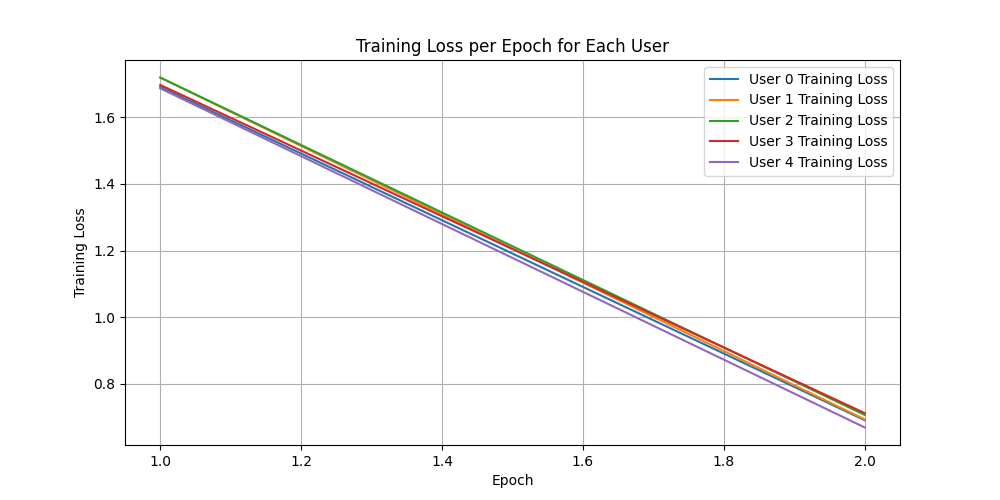 Training Loss per Epoch for Each User
User 0 Training Loss
User 1 Training Loss
User 2 Training Loss
User 3 Training Loss
User 4 Training Loss
Training Loss
1.6
1.4
1.2
1.0
0.8
1.0 1.2 1.4 1.6 1.8 2.0
Epoch